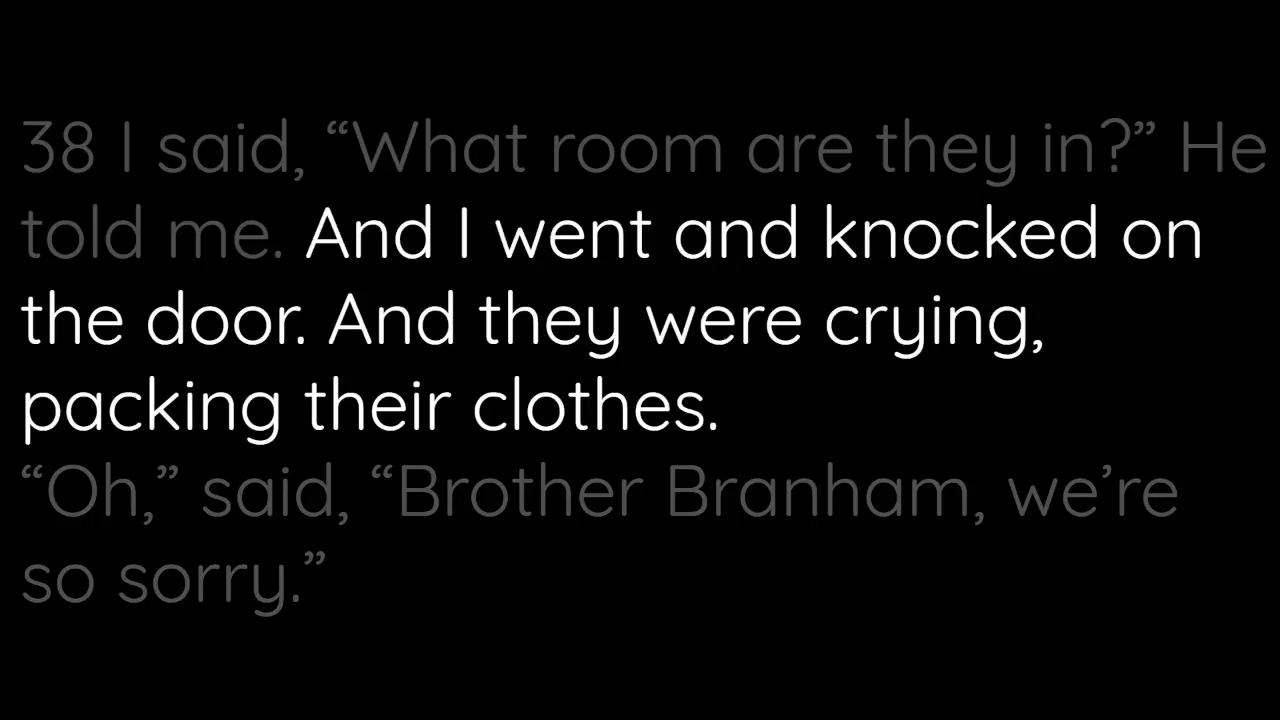 38 I said, “What room are they in?” He
told me. And I went and knocked on
the door. And they were crying,
packing their clothes.
“Oh,” said, “Brother Branham, we’re
so sorry.”